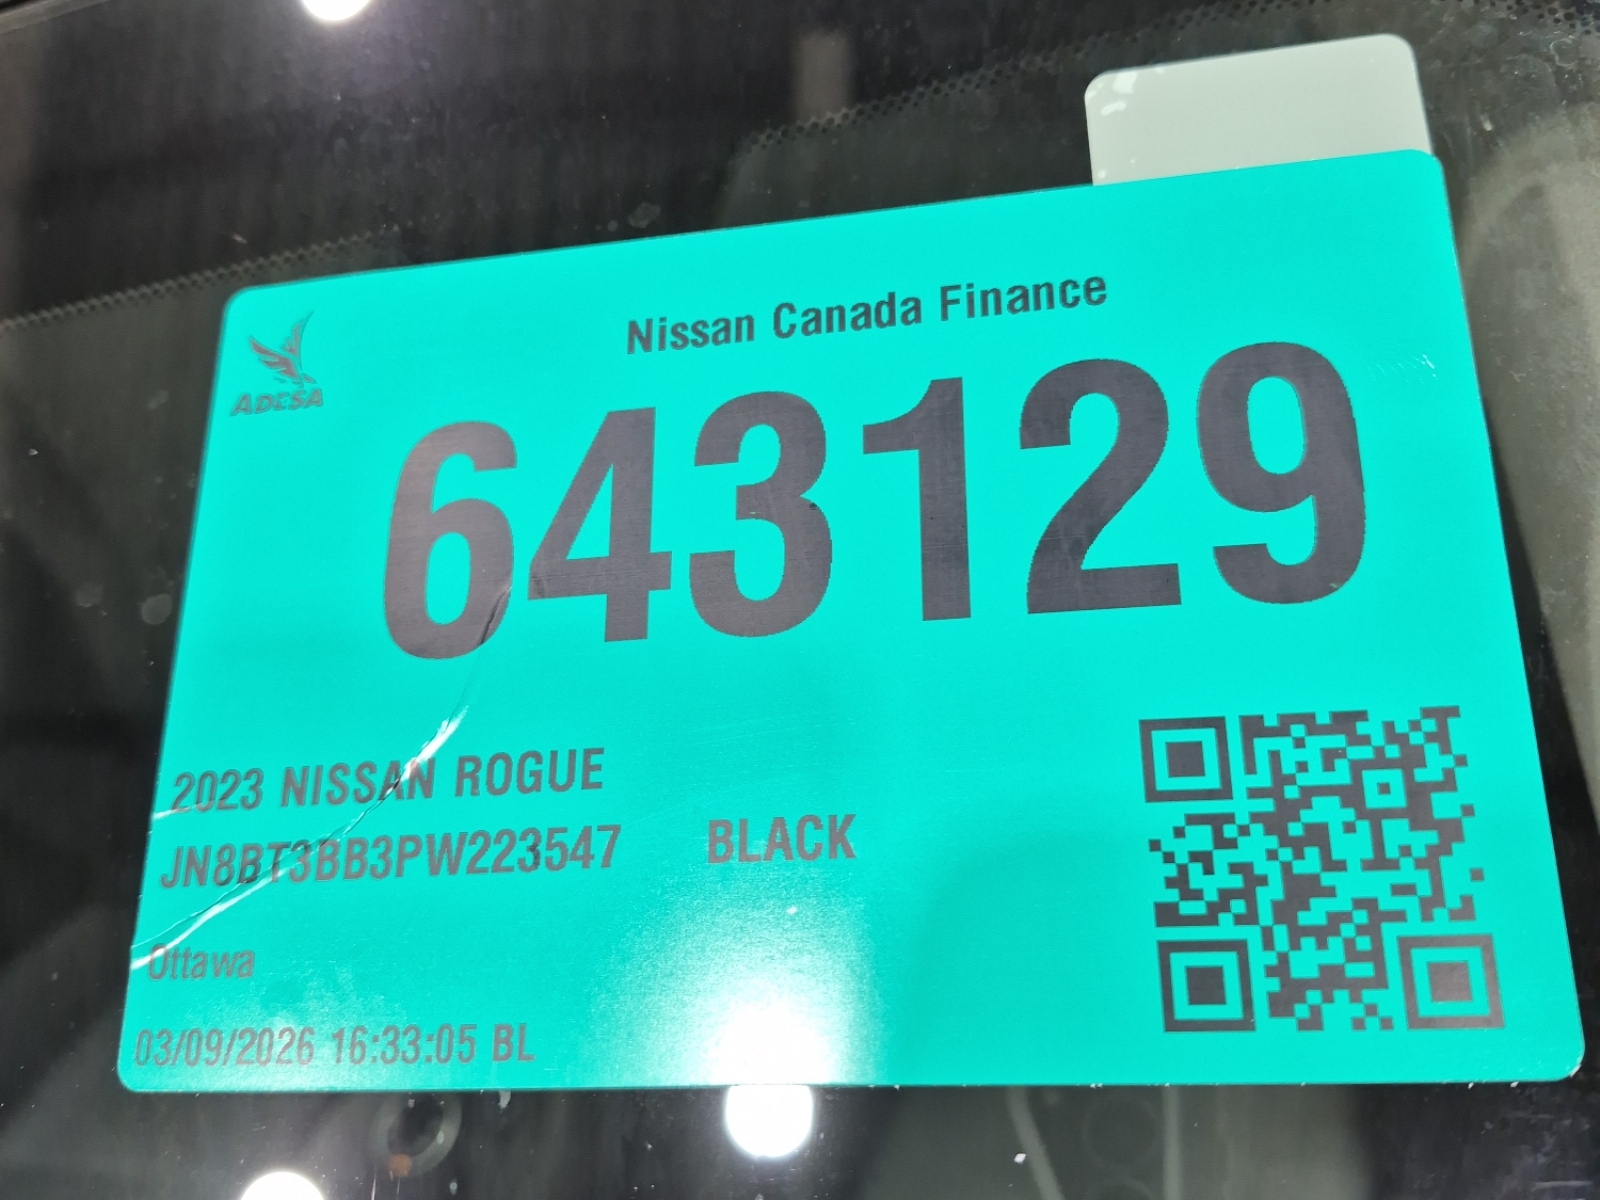 ADESA
Nissan Canada Finance
643129
2023 NISSAN ROGUE
JN8BT3BB3PW223547 BLACK
Ottawa
03/09/2026 16:33:05 BL